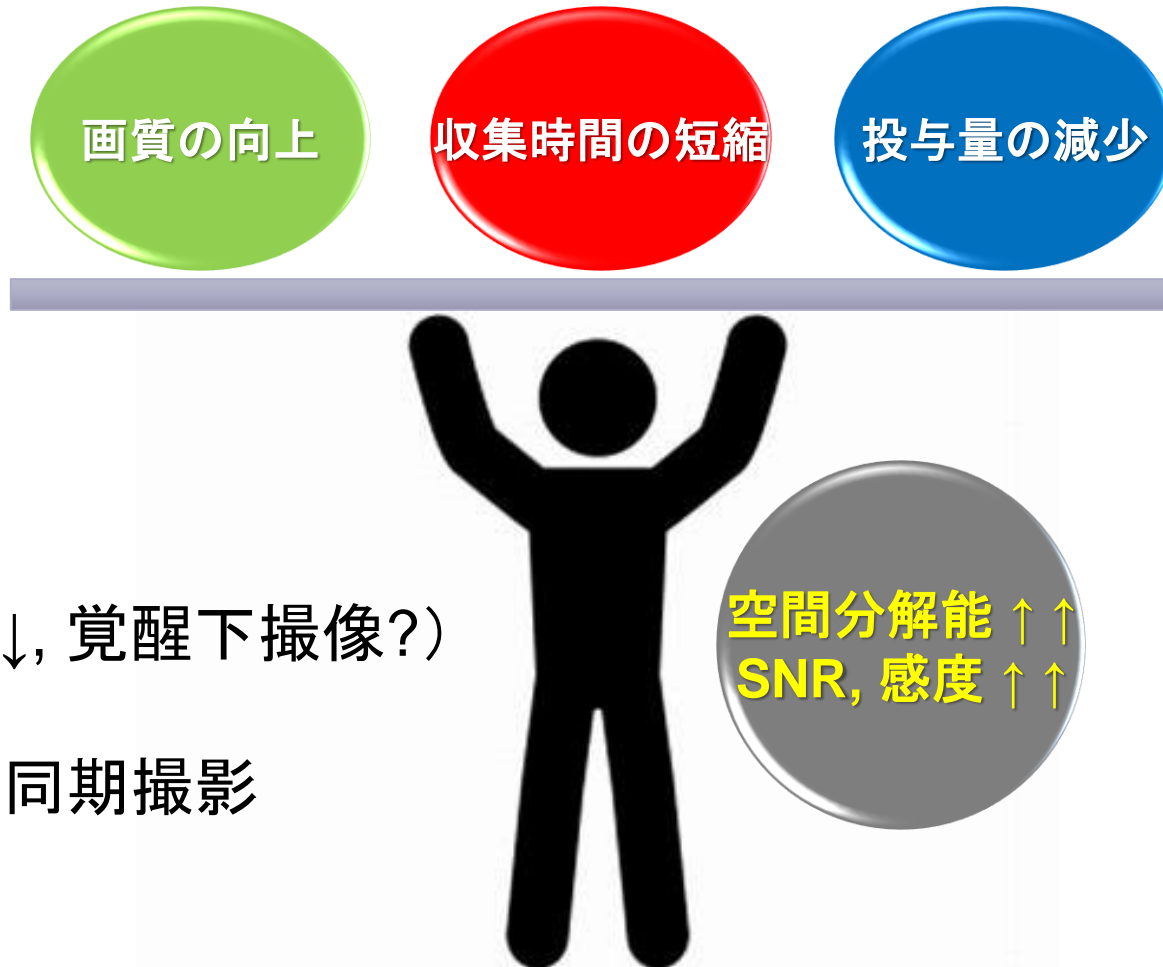 画質の向上
収集時間の短縮
投与量の減少
空間分解能 ↑ ↑
SNR, 感度 ↑ ↑
↓, 覚醒下撮像?）
同期撮影